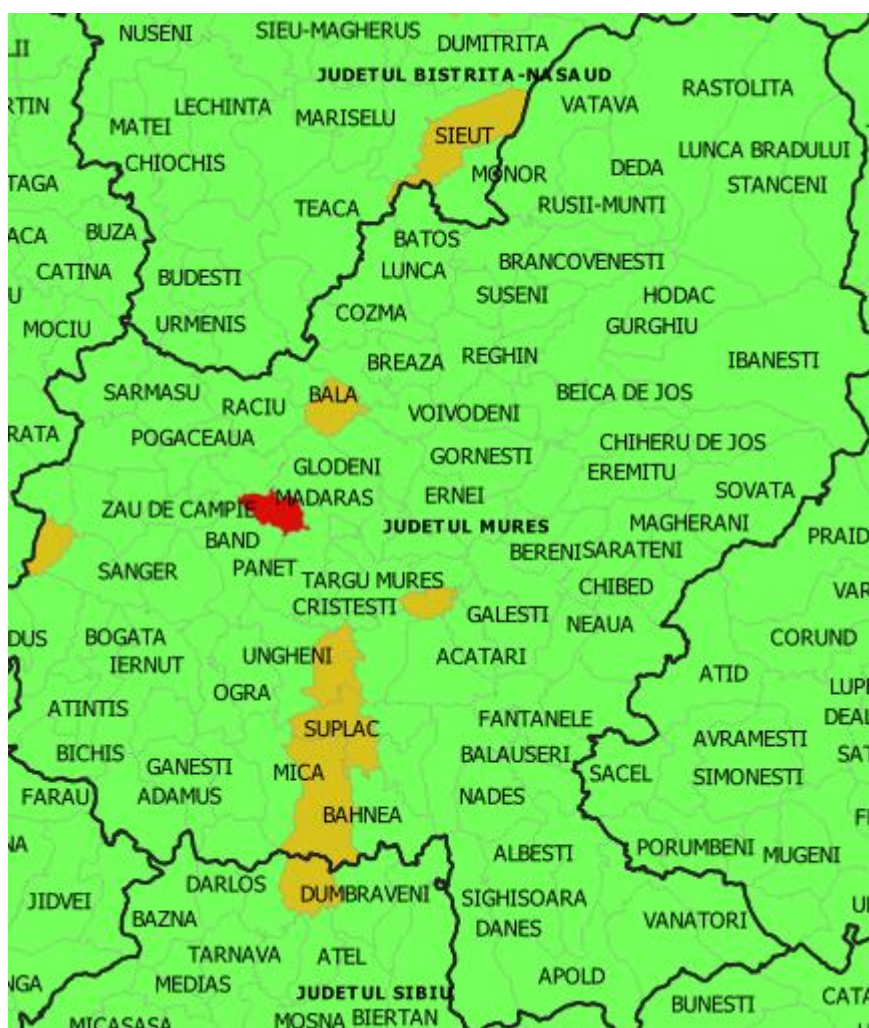 NUSENI
SIEU-MAGHERUS
DUMITRITA
JUDETUL BISTRITA-NASAUD
RASTOLITA
LECHINTA
MARISELU
VATAVA
MATEI
SIEUT
CHIOCHIS
MONOR
DEDA
LUNCA BRADULUI
STANCENI
TEACA
RUSII-MUNTI
BUZA
BATOS
CATINA
BUDESTI
LUNCA
BRANCOVENESTI
SUSENI
HODAC
MOCIU
URMENIS
COZMA
GURGHIU
BREAZA
REGHIN
IBANESTI
SARMASU
BALA
BEICA DE JOS
RACIU
VOIVODENI
POGACEAUA
CHIHERU DE JOS
GLODENI
GORNESTI
EREMITU
MADARAS
ERNEI
SOVATA
ZAU DE CAMPIE
JUDETUL MURES
MAGHERANI
BAND
BERENI
SARATENI
PRAID
SANGER
PANET
TARGU MURES
CHIBED
CRISTESTI
GALESTI
NEAUA
BOGATA
CORUND
IERNUT
UNGHENI
ACATARI
ATID
OGRA
ATINTIS
SUPLAC
FANTANELE
AVRAMESTI
BICHIS
GANESTI
MICA
BALAUSERI
SACEL
SIMONESTI
FARAU
ADAMUS
NADES
BAHNEA
ALBESTI
PORUMBENI
MUGENI
DARLOS
DUMBRAVENI
JIDVEI
SIGHISOARA
BAZNA
DANES
VANATORI
TARNAVA
ATEL
MEDIAS
JUDETUL SIBIU
APOLD
BUNESTI
MICASASA
MOSNA
BIERTAN